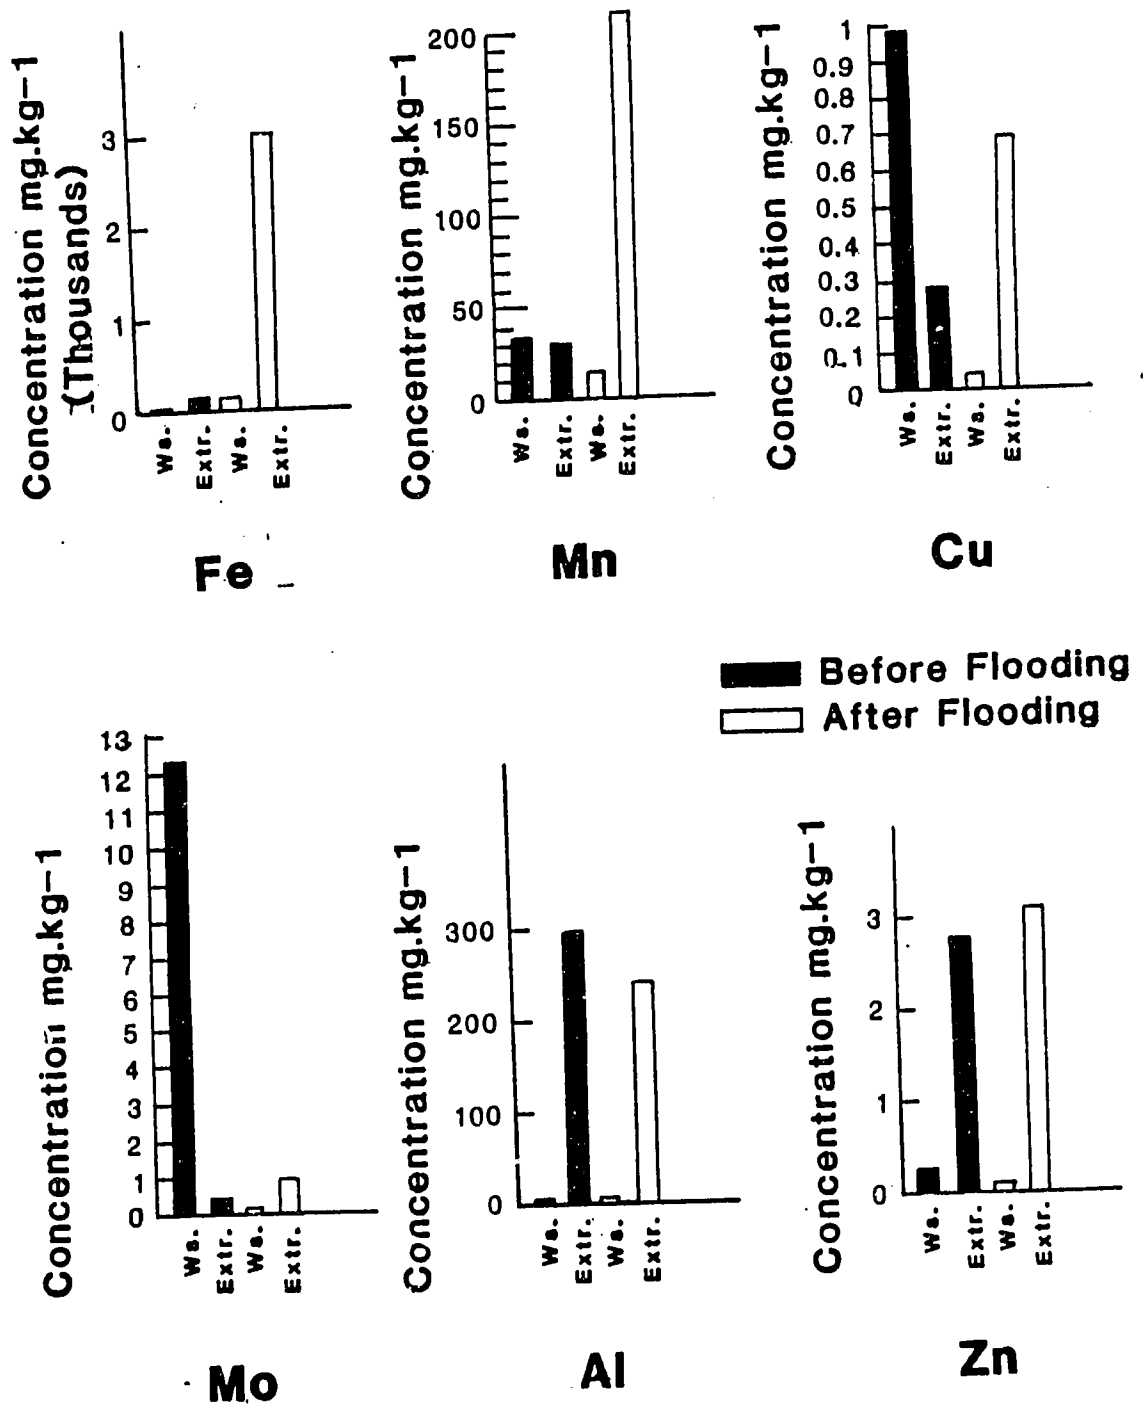 Concentration mg.kg-1
(Thousands)
3
2
1
0
Ws.
Extr.
Ws.
Extr.
Fe
Concentration mg.kg-1
200
150
100
50
0
Ws.
Extr.
Ws.
Extr.
Mn
Concentration mg.kg-1
1
0.9
0.8
0.7
0.6
0.5
0.4
0.3
0.2
0.1
0
Ws.
Extr.
Ws.
Extr.
Cu
Before Flooding
After Flooding
Concentration mg.kg-1
13
12
11
10
9
8
7
6
5
4
3
2
1
0
Ws.
Extr.
Ws.
Extr.
Mo
Concentration mg.kg-1
300
200
100
0
Ws.
Extr.
Ws.
Extr.
Al
Concentration mg.kg-1
3
2
1
0
Ws.
Extr.
Ws.
Extr.
Zn